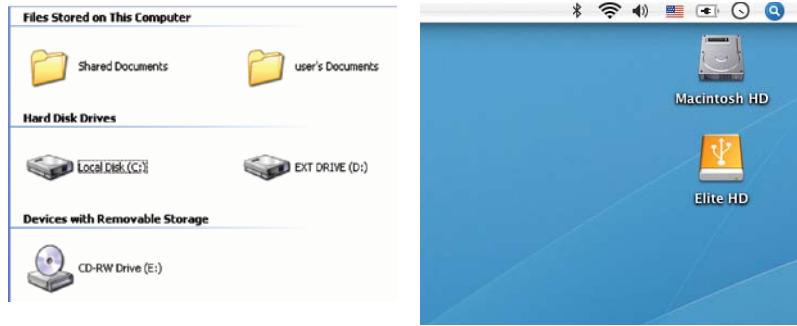 Files Stored on This Computer
Shared Documents
user's Documents
Hard Disk Drives
Local Disk (C:)
EXT DRIVE (D:)
Devices with Removable Storage
CD-RW Drive (E:)
Macintosh HD
Elite HD